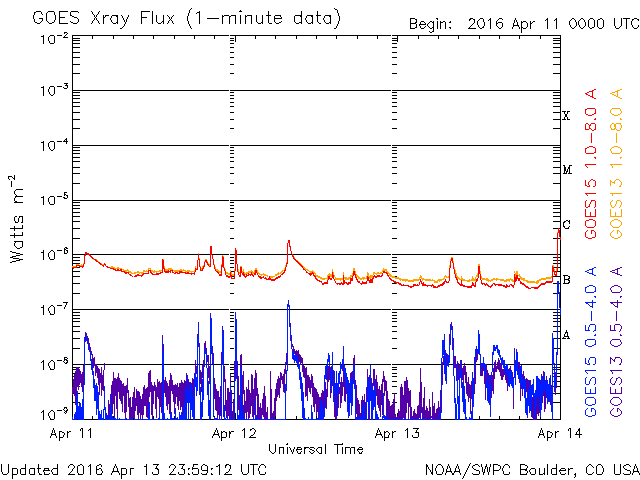 GOES Xray Flux (1-minute data)
Begin: 2016 Apr 11 0000 UTC
10⁻²
10⁻³
10⁻⁴
10⁻⁵
10⁻⁶
10⁻⁷
10⁻⁸
10⁻⁹
Watts m⁻²
X
M
C
B
A
GOES15 1.0-8.0 A
GOES13 1.0-8.0 A
GOES15 0.5-4.0 A
GOES13 0.5-4.0 A
Apr 11
Apr 12
Apr 13
Apr 14
Universal Time
Updated 2016 Apr 13 23:59:12 UTC
NOAA/SWPC Boulder, CO USA